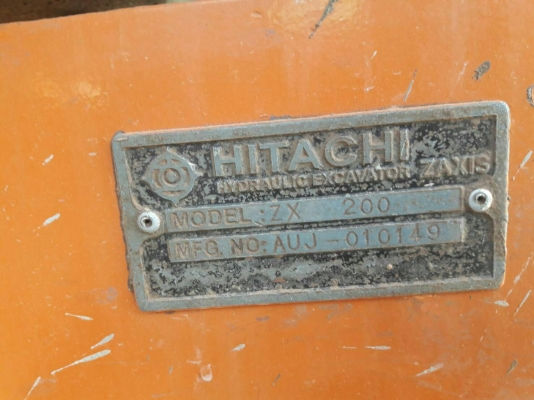 HITACHI
HYDRAULIC EXCAVATOR ZAXIS
MODEL: ZX 200
MFG. NO: AUJ-010149